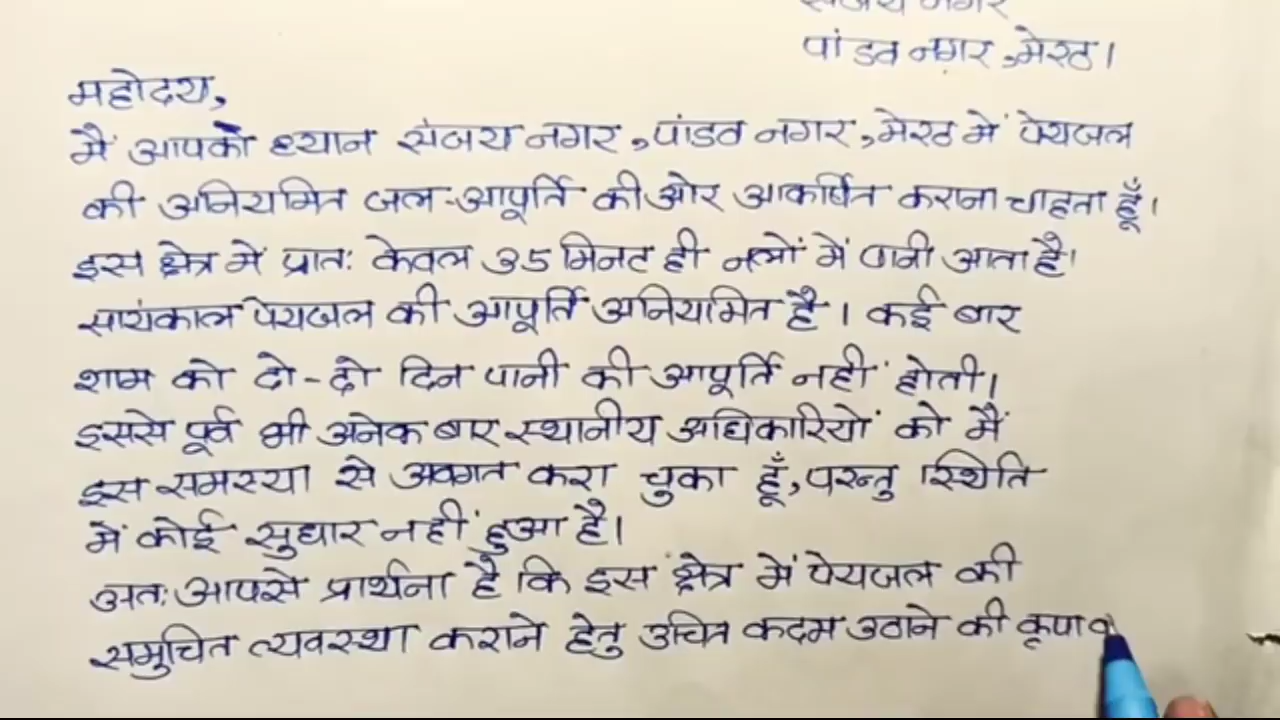 संजय नगर
पांडव नगर, मेरठ।
महोदय,
मैं आपको ध्यान संजय नगर, पांडव नगर, मेरठ में पेयजल
की अनियमित जल-आपूर्ति की ओर आकर्षित कराना चाहता हूँ।
इस क्षेत्र में प्रातः केवल 35 मिनट ही नलों में पानी आता है।
सायंकाल पेयजल की आपूर्ति अनियमित है। कई बार
शाम को दो-दो दिन पानी की आपूर्ति नहीं होती।
इससे पूर्व भी अनेक बार स्थानीय अधिकारियों को मैं
इस समस्या से अवगत करा चुका हूँ, परन्तु स्थिति
में कोई सुधार नहीं हुआ है।
अतः आपसे प्रार्थना है कि इस क्षेत्र में पेयजल की
समुचित व्यवस्था कराने हेतु उचित कदम उठाने की कृपा